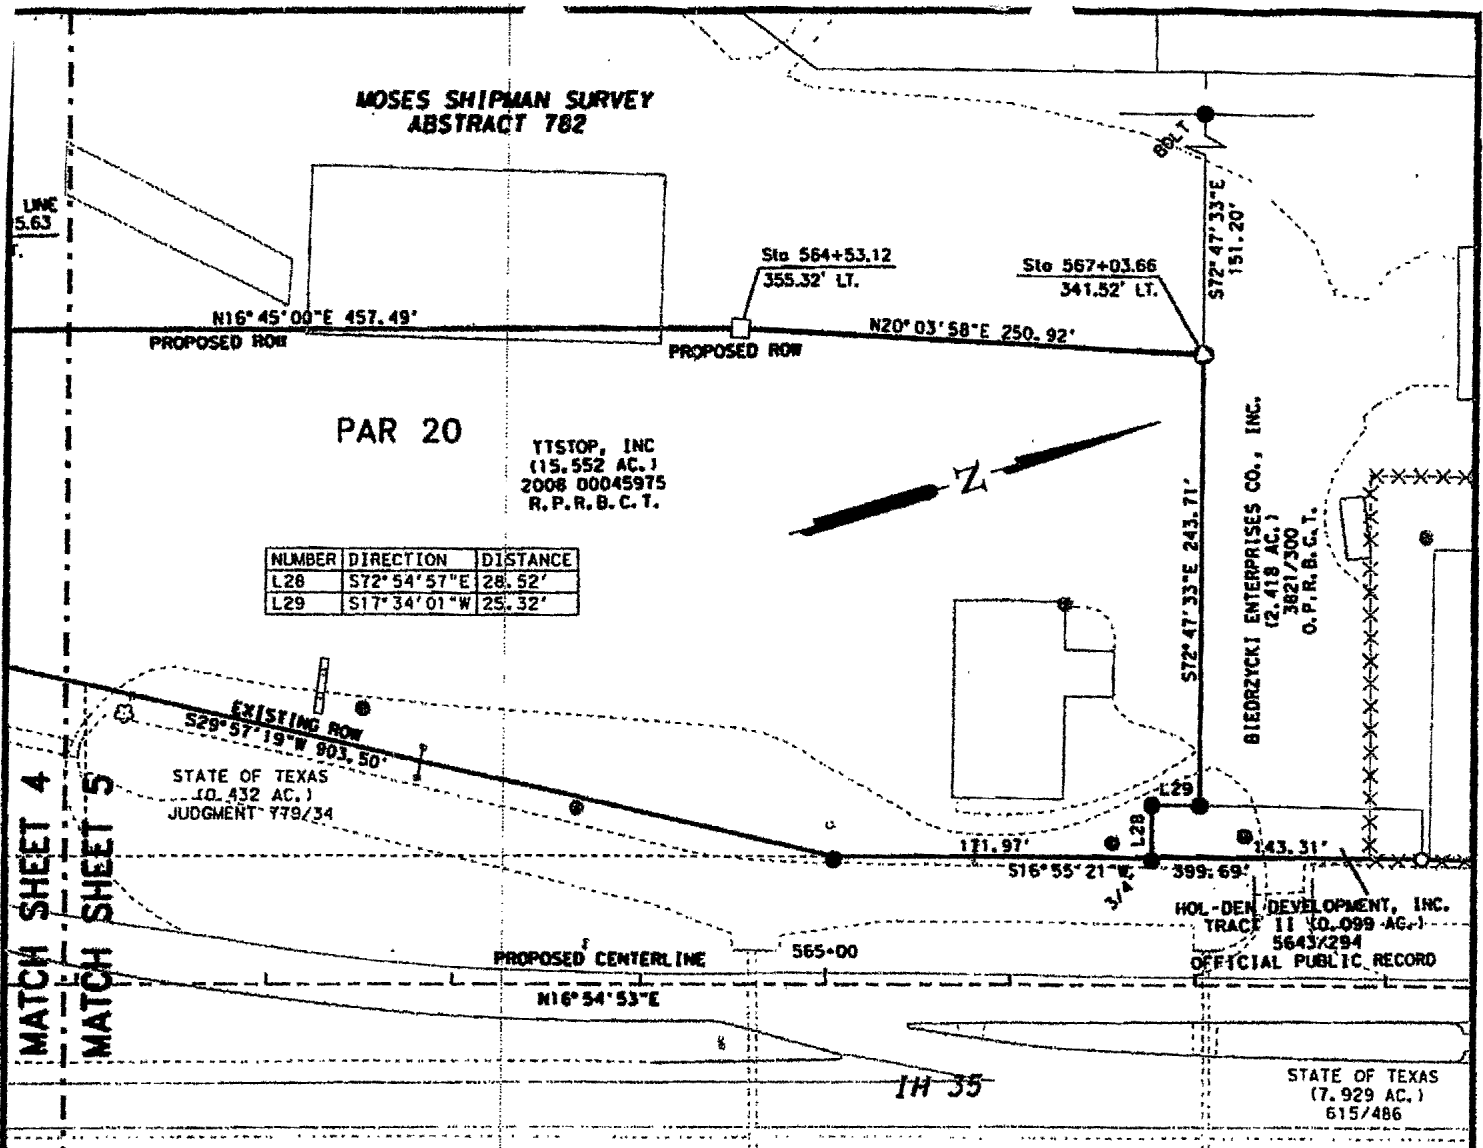 MOSES SHIPMAN SURVEY
ABSTRACT 782
BOLT
S72°47'33"E
151.20'
LINE
5.63
T.
Sta 564+53.12
355.32' LT.
Sta 567+03.66
341.52' LT.
N16°45'00"E 457.49'
PROPOSED ROW
N20°03'58"E 250.92'
PROPOSED ROW
PAR 20
TTSTOP, INC
(15.552 AC.)
2008 00045975
R.P.R.B.C.T.
N
S72°47'33"E 243.71'
BIEDRZYCKI ENTERPRISES CO., INC.
(2.418 AC.)
3821/300
O.P.R.B.C.T.
NUMBER DIRECTION DISTANCE
L28 S72°54'57"E 28.52'
L29 S17°34'01"W 25.32'
EXISTING ROW
S29°57'19"W 903.50'
STATE OF TEXAS
(0.432 AC.)
JUDGMENT 779/34
MATCH SHEET 4
MATCH SHEET 5
L29
L28
171.97'
143.31'
S16°55'21"W
399.69'
3/4"
HOL-DEN DEVELOPMENT, INC.
TRACT II (0.099 AC.)
5643/294
OFFICIAL PUBLIC RECORD
PROPOSED CENTERLINE
565+00
N16°54'53"E
IH 35
STATE OF TEXAS
(7.929 AC.)
615/486